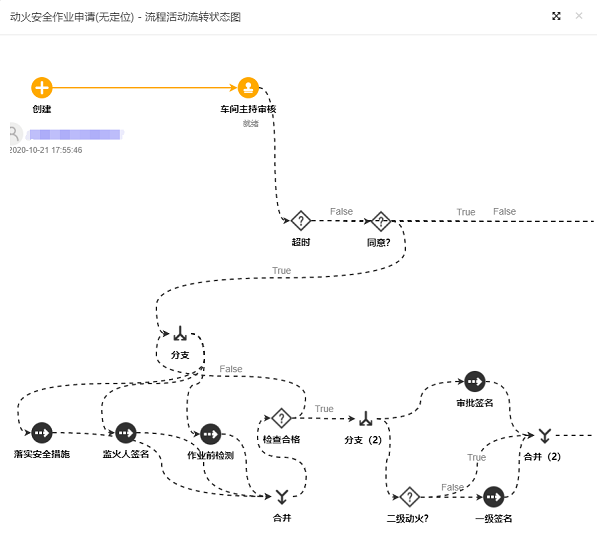 动火安全作业申请(无定位) - 流程活动流转状态图
创建
车间主持审核
就绪
2020-10-21 17:55:46
False
True
False
超时
同意?
True
分支
False
审批签名
True
落实安全措施
监火人签名
作业前检测
检查合格
分支（2）
True
合并（2）
False
合并
二级动火?
一级签名